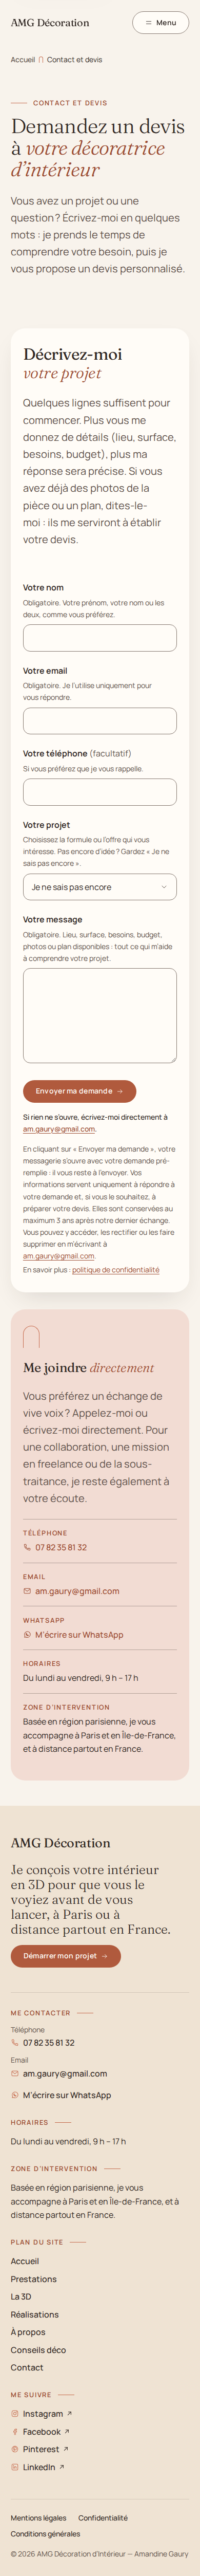 AMG Décoration
Menu
Accueil
Contact et devis
CONTACT ET DEVIS
Demandez un devis
à votre décoratrice
d’intérieur
Vous avez un projet ou une
question ? Écrivez-moi en quelques
mots : je prends le temps de
comprendre votre besoin, puis je
vous propose un devis personnalisé.
Décrivez-moi
votre projet
Quelques lignes suffisent pour
commencer. Plus vous me
donnez de détails (lieu, surface,
besoins, budget), plus ma
réponse sera précise. Si vous
avez déjà des photos de la
pièce ou un plan, dites-le-
moi : ils me serviront à établir
votre devis.
Votre nom
Obligatoire. Votre prénom, votre nom ou les
deux, comme vous préférez.
Votre email
Obligatoire. Je l’utilise uniquement pour
vous répondre.
Votre téléphone (facultatif)
Si vous préférez que je vous rappelle.
Votre projet
Choisissez la formule ou l’offre qui vous
intéresse. Pas encore d’idée ? Gardez « Je ne
sais pas encore ».
Je ne sais pas encore
Votre message
Obligatoire. Lieu, surface, besoins, budget,
photos ou plan disponibles : tout ce qui m’aide
à comprendre votre projet.
Envoyer ma demande →
Si rien ne s’ouvre, écrivez-moi directement à
am.gaury@gmail.com.
En cliquant sur « Envoyer ma demande », votre
messagerie s’ouvre avec votre demande pré-
remplie : il vous reste à l’envoyer. Vos
informations servent uniquement à répondre à
votre demande et, si vous le souhaitez, à
préparer votre devis. Elles sont conservées au
maximum 3 ans après notre dernier échange.
Vous pouvez y accéder, les rectifier ou les faire
supprimer en m’écrivant à
am.gaury@gmail.com.
En savoir plus : politique de confidentialité
Me joindre directement
Vous préférez un échange de
vive voix ? Appelez-moi ou
écrivez-moi directement. Pour
une collaboration, une mission
en freelance ou de la sous-
traitance, je reste également à
votre écoute.
TÉLÉPHONE
07 82 35 81 32
EMAIL
am.gaury@gmail.com
WHATSAPP
M’écrire sur WhatsApp
HORAIRES
Du lundi au vendredi, 9 h – 17 h
ZONE D’INTERVENTION
Basée en région parisienne, je vous
accompagne à Paris et en Île-de-France,
et à distance partout en France.
AMG Décoration
Je conçois votre intérieur
en 3D pour que vous le
voyiez avant de vous
lancer, à Paris ou à
distance partout en France.
Démarrer mon projet →
ME CONTACTER
Téléphone
07 82 35 81 32
Email
am.gaury@gmail.com
M’écrire sur WhatsApp
HORAIRES
Du lundi au vendredi, 9 h – 17 h
ZONE D’INTERVENTION
Basée en région parisienne, je vous
accompagne à Paris et en Île-de-France, et à
distance partout en France.
PLAN DU SITE
Accueil
Prestations
La 3D
Réalisations
À propos
Conseils déco
Contact
ME SUIVRE
Instagram ↗
Facebook ↗
Pinterest ↗
LinkedIn ↗
Mentions légales Confidentialité
Conditions générales
© 2026 AMG Décoration d’Intérieur — Amandine Gaury